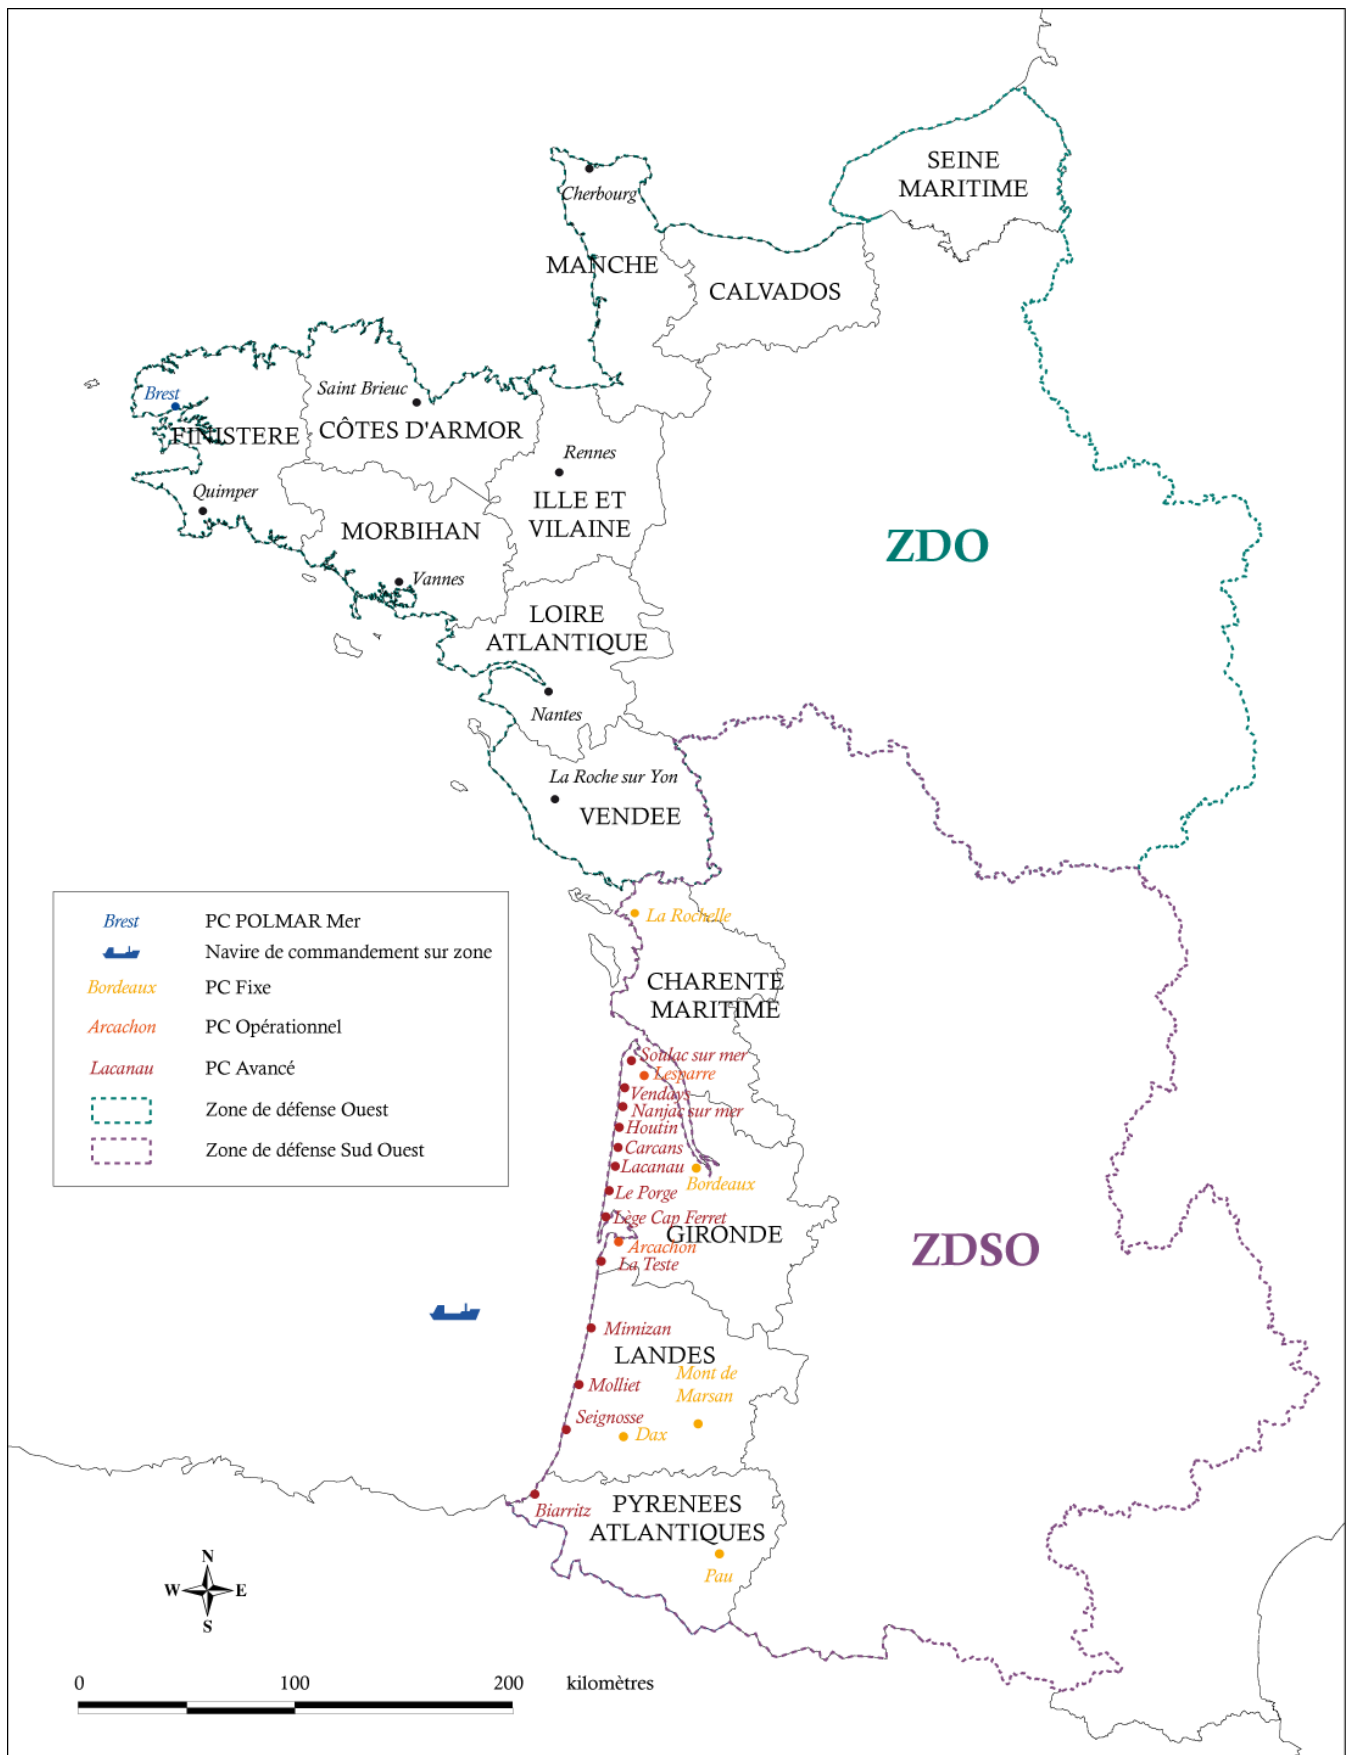 SEINE
MARITIME
Cherbourg
MANCHE
CALVADOS
Brest
Saint Brieuc
FINISTERE
CÔTES D'ARMOR
Rennes
Quimper
ILLE ET
VILAINE
MORBIHAN
ZDO
Vannes
LOIRE
ATLANTIQUE
Nantes
La Roche sur Yon
VENDEE
Brest PC POLMAR Mer
Navire de commandement sur zone
Bordeaux PC Fixe
Arcachon PC Opérationnel
Lacanau PC Avancé
Zone de défense Ouest
Zone de défense Sud Ouest
La Rochelle
CHARENTE
MARITIME
Soulac sur mer
Lesparre
Vendays
Nanjac sur mer
Houtin
Carcans
Lacanau
Bordeaux
Le Porge
Lège Cap Ferret
GIRONDE
ZDSO
Arcachon
La Teste
Mimizan
LANDES
Mont de
Marsan
Molliet
Seignosse
Dax
Biarritz
PYRENEES
ATLANTIQUES
Pau
N
W E
S
0 100 200 kilomètres